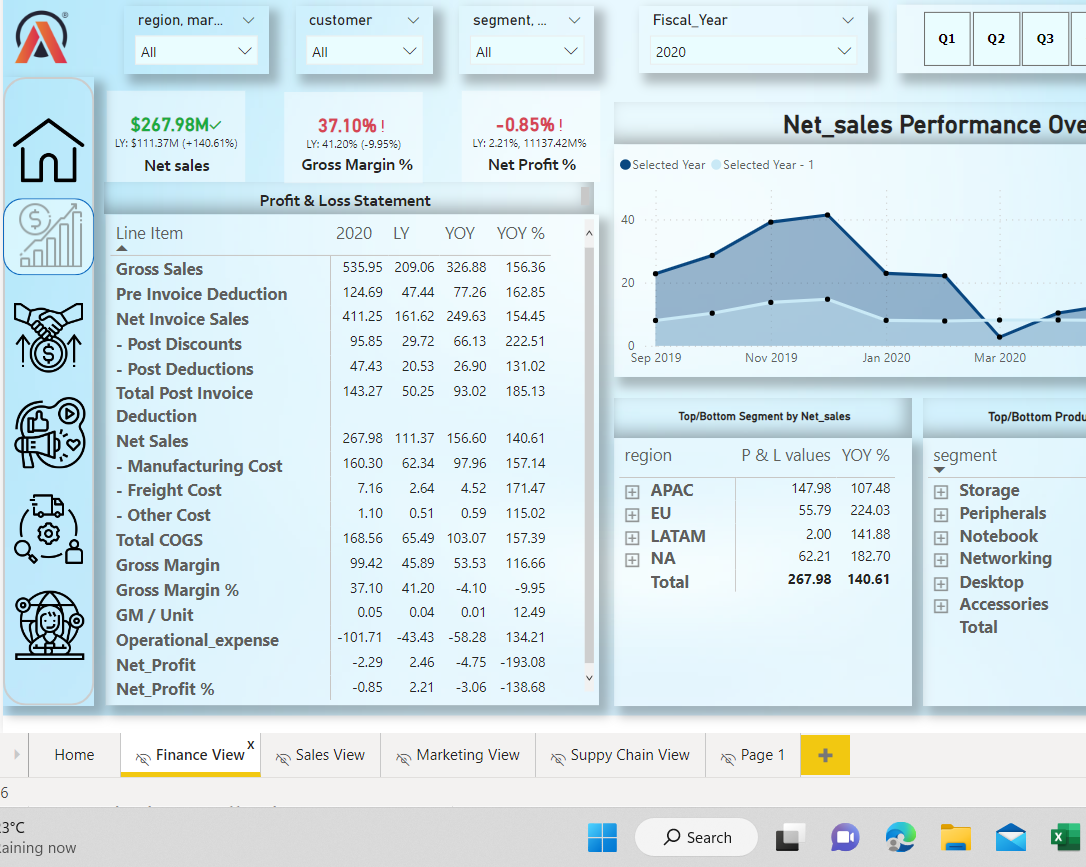 region, mar...
customer
segment, ...
Fiscal_Year
All
All
All
2020
Q1
Q2
Q3
$267.98M
LY: $111.37M (+140.61%)
Net sales
37.10% !
LY: 41.20% (-9.95%)
Gross Margin %
-0.85% !
LY: 2.21%, 11137.42M%
Net Profit %
Net_sales Performance Ove
Selected Year
Selected Year - 1
40
20
0
Sep 2019
Nov 2019
Jan 2020
Mar 2020
Profit & Loss Statement
Line Item 2020 LY YOY YOY %
Gross Sales 535.95 209.06 326.88 156.36
Pre Invoice Deduction 124.69 47.44 77.26 162.85
Net Invoice Sales 411.25 161.62 249.63 154.45
- Post Discounts 95.85 29.72 66.13 222.51
- Post Deductions 47.43 20.53 26.90 131.02
Total Post Invoice 143.27 50.25 93.02 185.13
Deduction
Net Sales 267.98 111.37 156.60 140.61
- Manufacturing Cost 160.30 62.34 97.96 157.14
- Freight Cost 7.16 2.64 4.52 171.47
- Other Cost 1.10 0.51 0.59 115.02
Total COGS 168.56 65.49 103.07 157.39
Gross Margin 99.42 45.89 53.53 116.66
Gross Margin % 37.10 41.20 -4.10 -9.95
GM / Unit 0.05 0.04 0.01 12.49
Operational_expense -101.71 -43.43 -58.28 134.21
Net_Profit -2.29 2.46 -4.75 -193.08
Net_Profit % -0.85 2.21 -3.06 -138.68
Top/Bottom Segment by Net_sales
region P & L values YOY %
APAC 147.98 107.48
EU 55.79 224.03
LATAM 2.00 141.88
NA 62.21 182.70
Total 267.98 140.61
Top/Bottom Produ
segment
Storage
Peripherals
Notebook
Networking
Desktop
Accessories
Total
Home
Finance View x
Sales View
Marketing View
Suppy Chain View
Page 1
+
6
3°C
aining now
Search